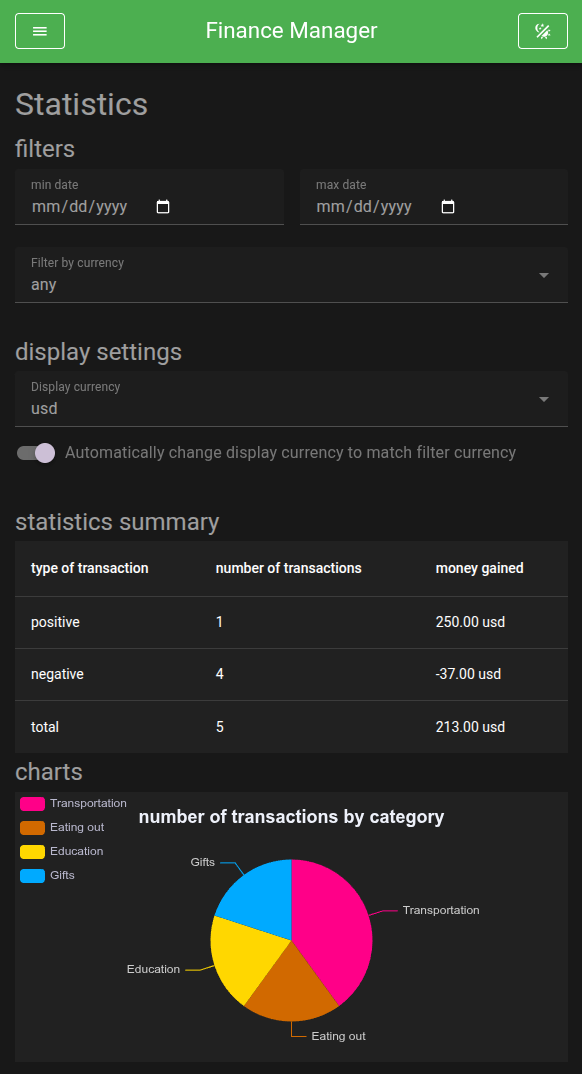 Finance Manager
Statistics
filters
min date
max date
mm/dd/yyyy
mm/dd/yyyy
Filter by currency
any
display settings
Display currency
usd
Automatically change display currency to match filter currency
statistics summary
type of transaction number of transactions money gained
positive 1 250.00 usd
negative 4 -37.00 usd
total 5 213.00 usd
charts
Transportation
Eating out
Education
Gifts
number of transactions by category
Gifts
Transportation
Education
Eating out